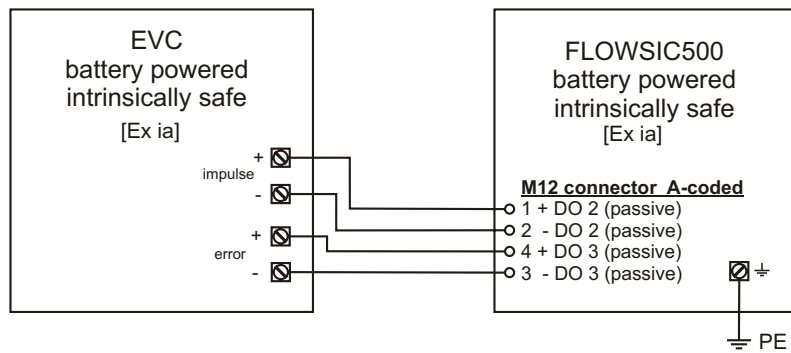 EVC
battery powered
intrinsically safe
[Ex ia]
+
impulse
-
+
error
-
FLOWSIC500
battery powered
intrinsically safe
[Ex ia]
M12 connector A-coded
1 + DO 2 (passive)
2 - DO 2 (passive)
4 + DO 3 (passive)
3 - DO 3 (passive)
PE